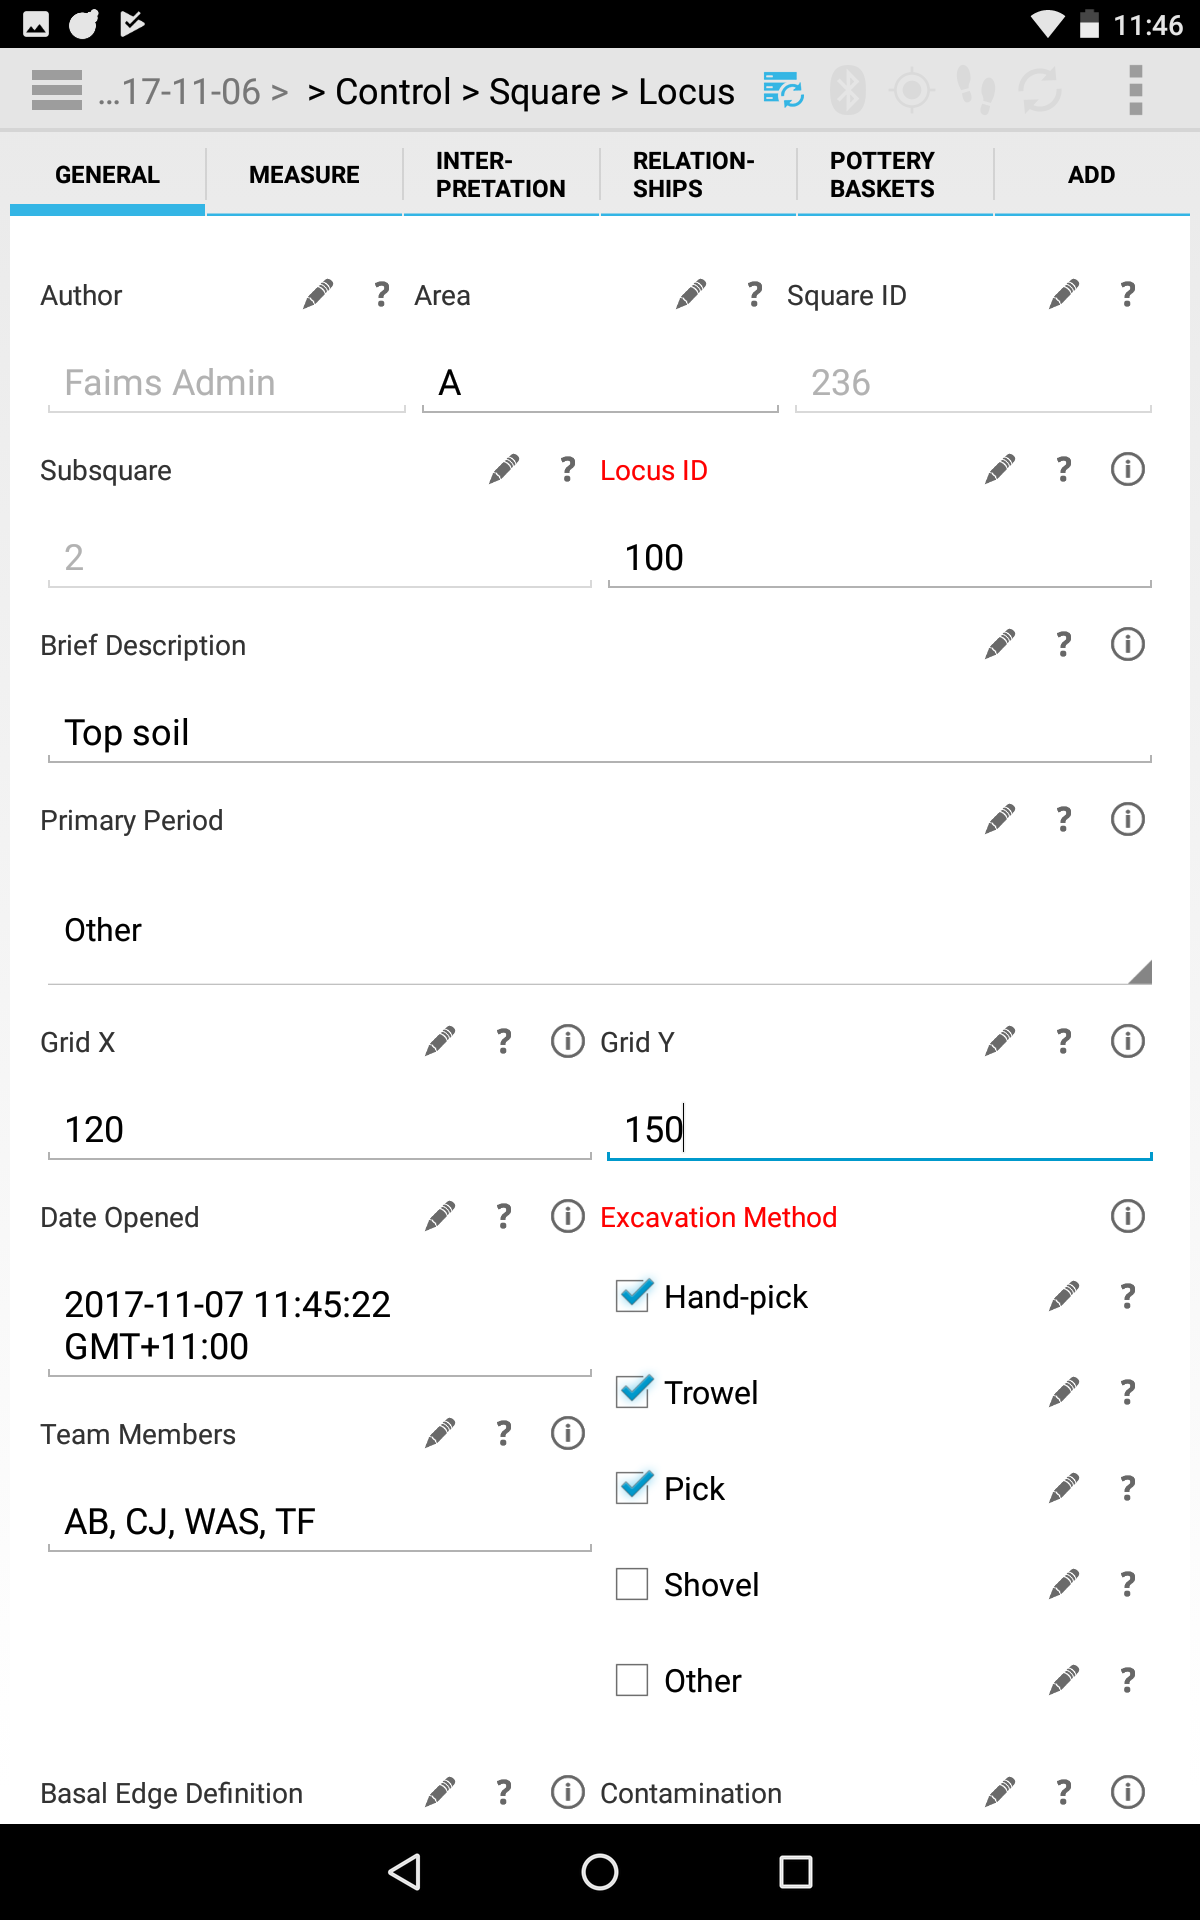 11:46
...17-11-06 > > Control > Square > Locus
GENERAL
MEASURE
INTER-
PRETATION
RELATION-
SHIPS
POTTERY
BASKETS
ADD
Author ? Area ? Square ID ?
Faims Admin A 236
Subsquare ? Locus ID ? i
2 100
Brief Description ? i
Top soil
Primary Period ? i
Other
Grid X ? i Grid Y ? i
120 150
Date Opened ? i Excavation Method i
2017-11-07 11:45:22
GMT+11:00
Hand-pick ?
Trowel ?
Team Members ? i
AB, CJ, WAS, TF
Pick ?
Shovel ?
Other ?
Basal Edge Definition ? i Contamination ? i